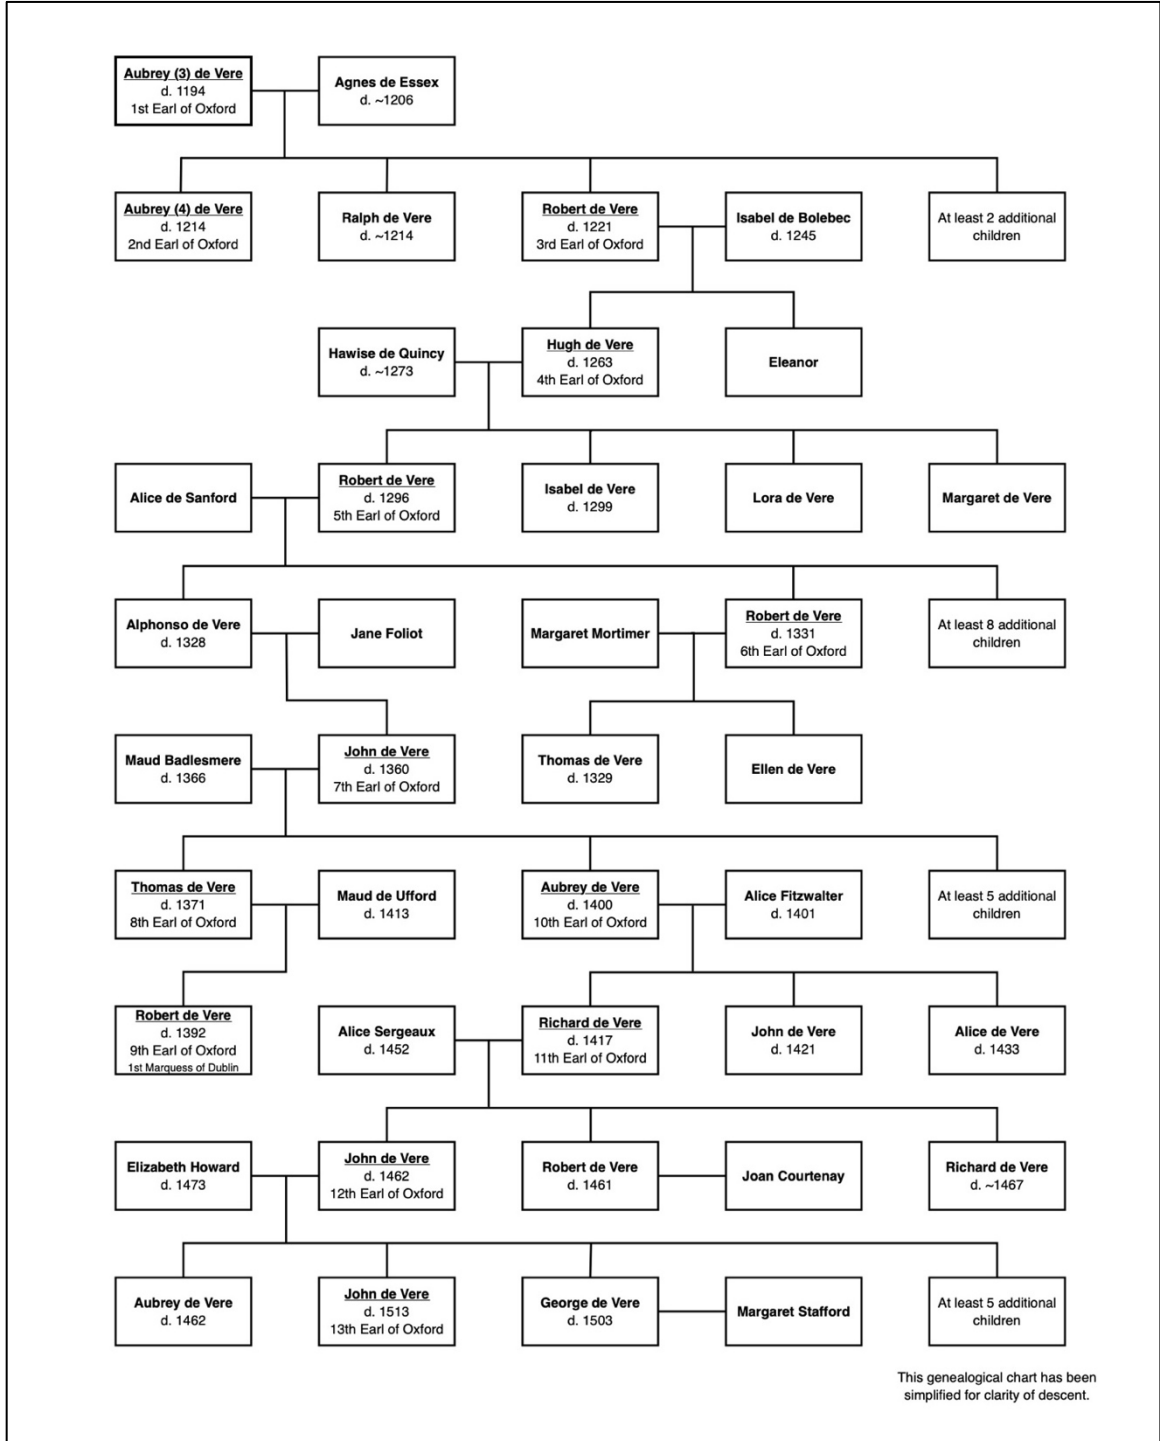 Aubrey (3) de Vere
d. 1194
1st Earl of Oxford
Agnes de Essex
d. ~1206
Aubrey (4) de Vere
d. 1214
2nd Earl of Oxford
Ralph de Vere
d. ~1214
Robert de Vere
d. 1221
3rd Earl of Oxford
Isabel de Bolebec
d. 1245
At least 2 additional
children
Hawise de Quincy
d. ~1273
Hugh de Vere
d. 1263
4th Earl of Oxford
Eleanor
Alice de Sanford
Robert de Vere
d. 1296
5th Earl of Oxford
Isabel de Vere
d. 1299
Lora de Vere
Margaret de Vere
Alphonso de Vere
d. 1328
Jane Foliot
Margaret Mortimer
Robert de Vere
d. 1331
6th Earl of Oxford
At least 8 additional
children
Maud Badlesmere
d. 1366
John de Vere
d. 1360
7th Earl of Oxford
Thomas de Vere
d. 1329
Ellen de Vere
Thomas de Vere
d. 1371
8th Earl of Oxford
Maud de Ufford
d. 1413
Aubrey de Vere
d. 1400
10th Earl of Oxford
Alice Fitzwalter
d. 1401
At least 5 additional
children
Robert de Vere
d. 1392
9th Earl of Oxford
1st Marquess of Dublin
Alice Sergeaux
d. 1452
Richard de Vere
d. 1417
11th Earl of Oxford
John de Vere
d. 1421
Alice de Vere
d. 1433
Elizabeth Howard
d. 1473
John de Vere
d. 1462
12th Earl of Oxford
Robert de Vere
d. 1461
Joan Courtenay
Richard de Vere
d. ~1467
Aubrey de Vere
d. 1462
John de Vere
d. 1513
13th Earl of Oxford
George de Vere
d. 1503
Margaret Stafford
At least 5 additional
children
This genealogical chart has been
simplified for clarity of descent.